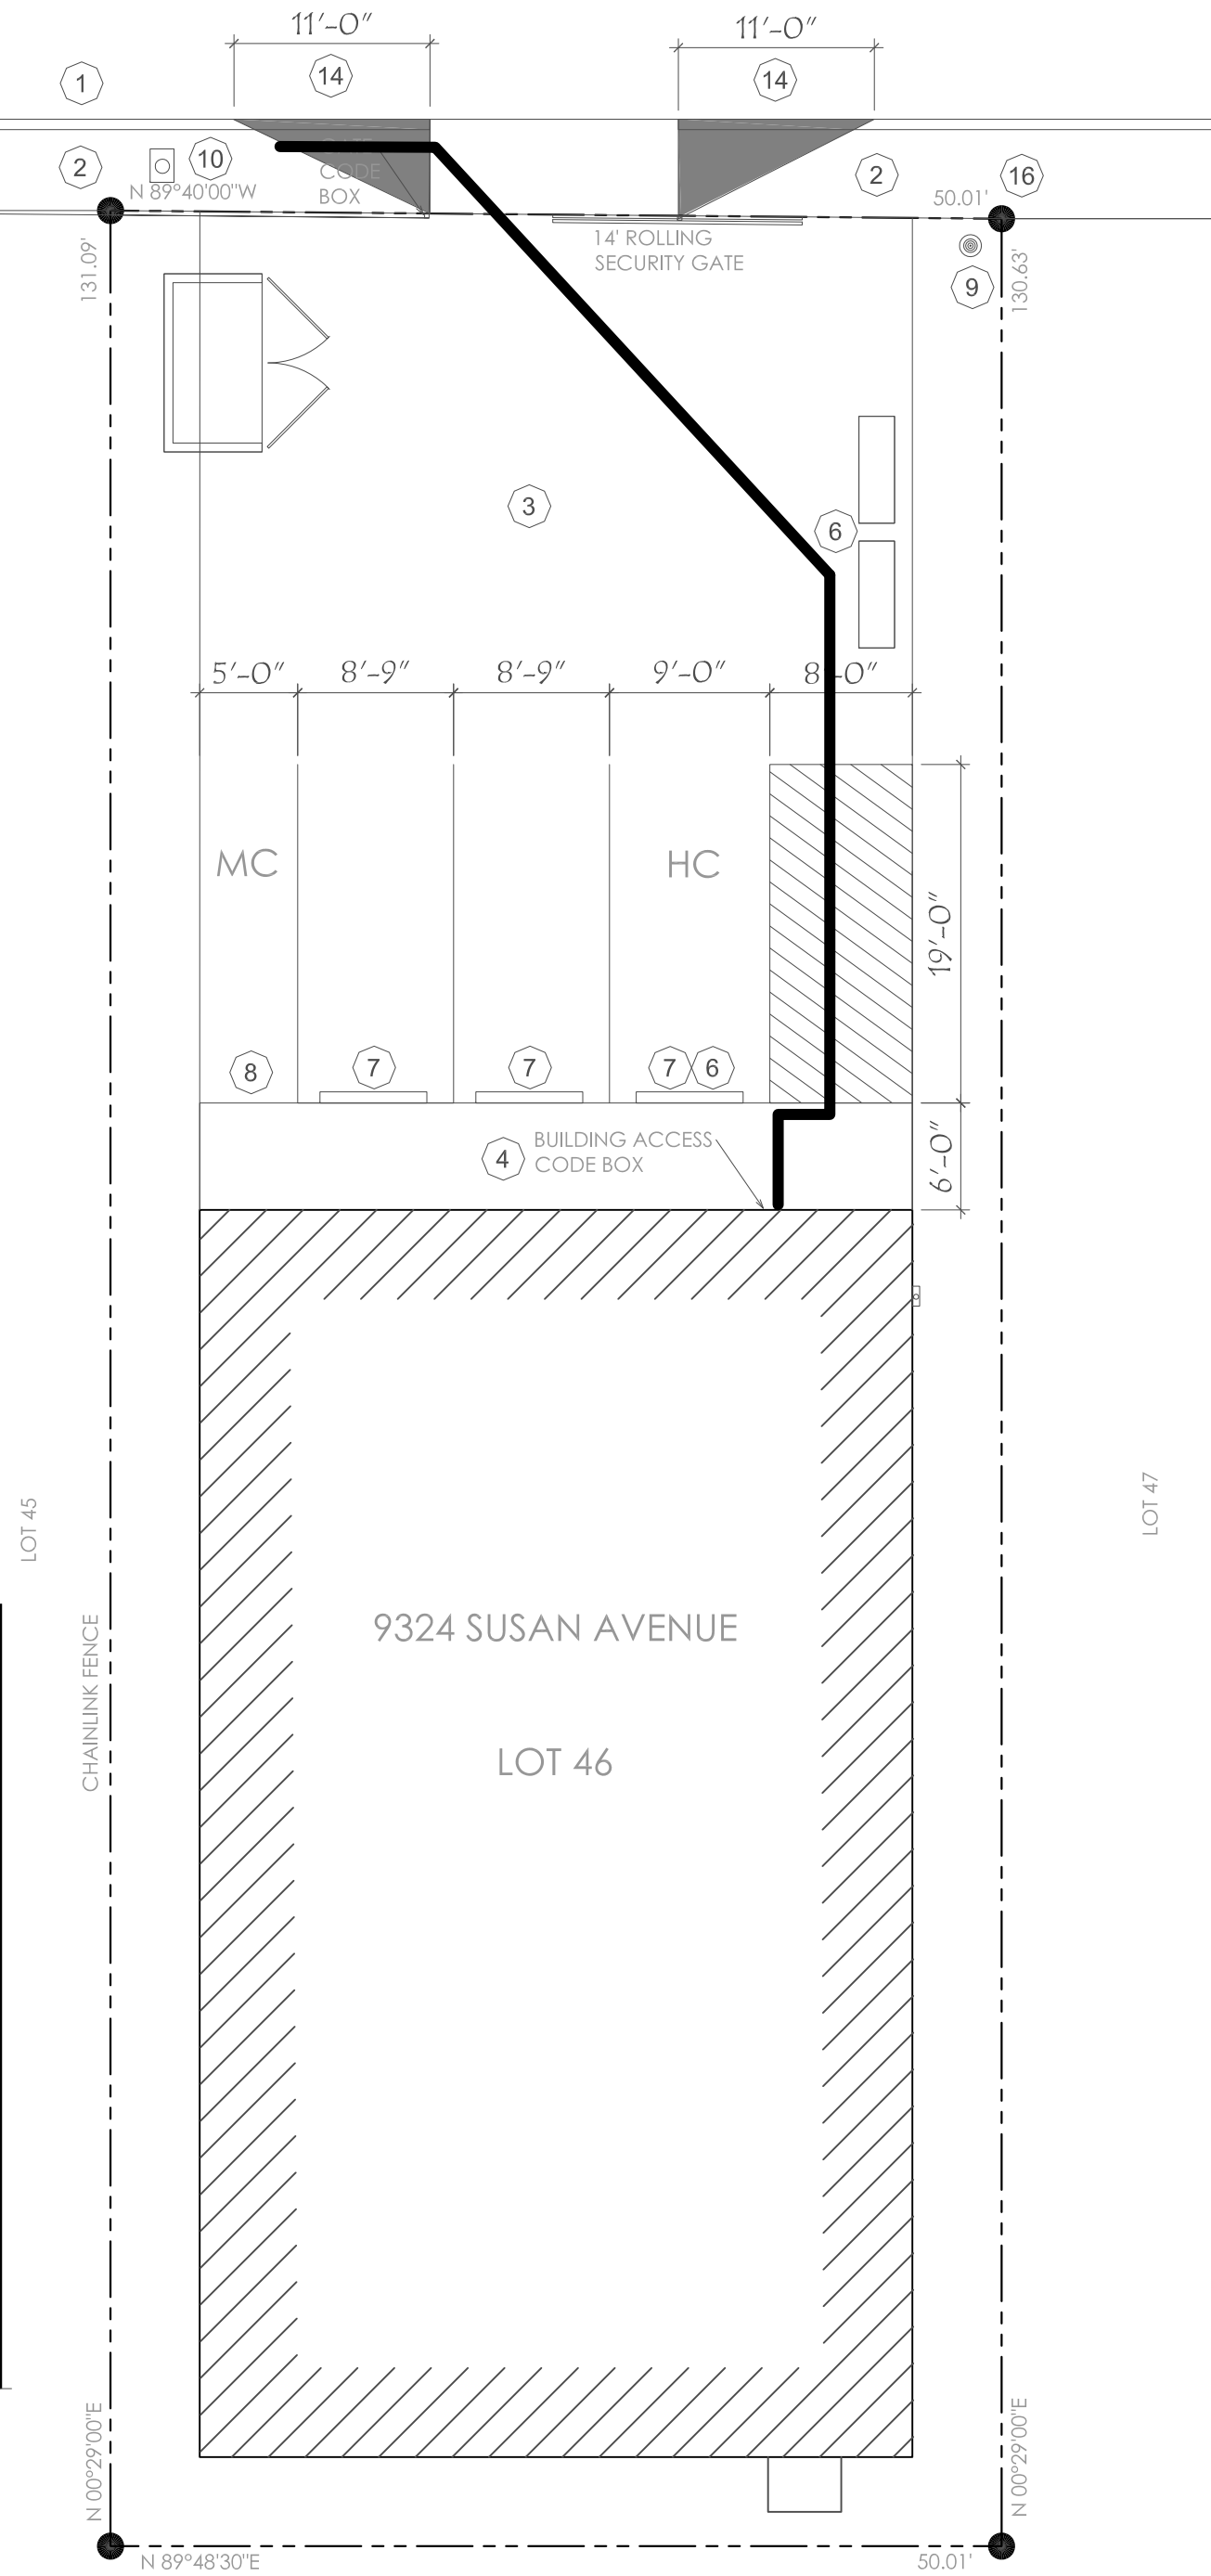 11'-0"
11'-0"
1
14
14
2
10
GATE
CODE
BOX
2
16
N 89°40'00"W
50.01'
131.09'
14' ROLLING
SECURITY GATE
9
130.63'
3
6
5'-0"
8'-9"
8'-9"
9'-0"
8'-0"
MC
HC
19'-0"
8
7
7
7
6
4
BUILDING ACCESS
CODE BOX
6'-0"
LOT 45
LOT 47
CHAINLINK FENCE
9324 SUSAN AVENUE
LOT 46
N 00°29'00"E
N 00°29'00"E
N 89°48'30"E
50.01'